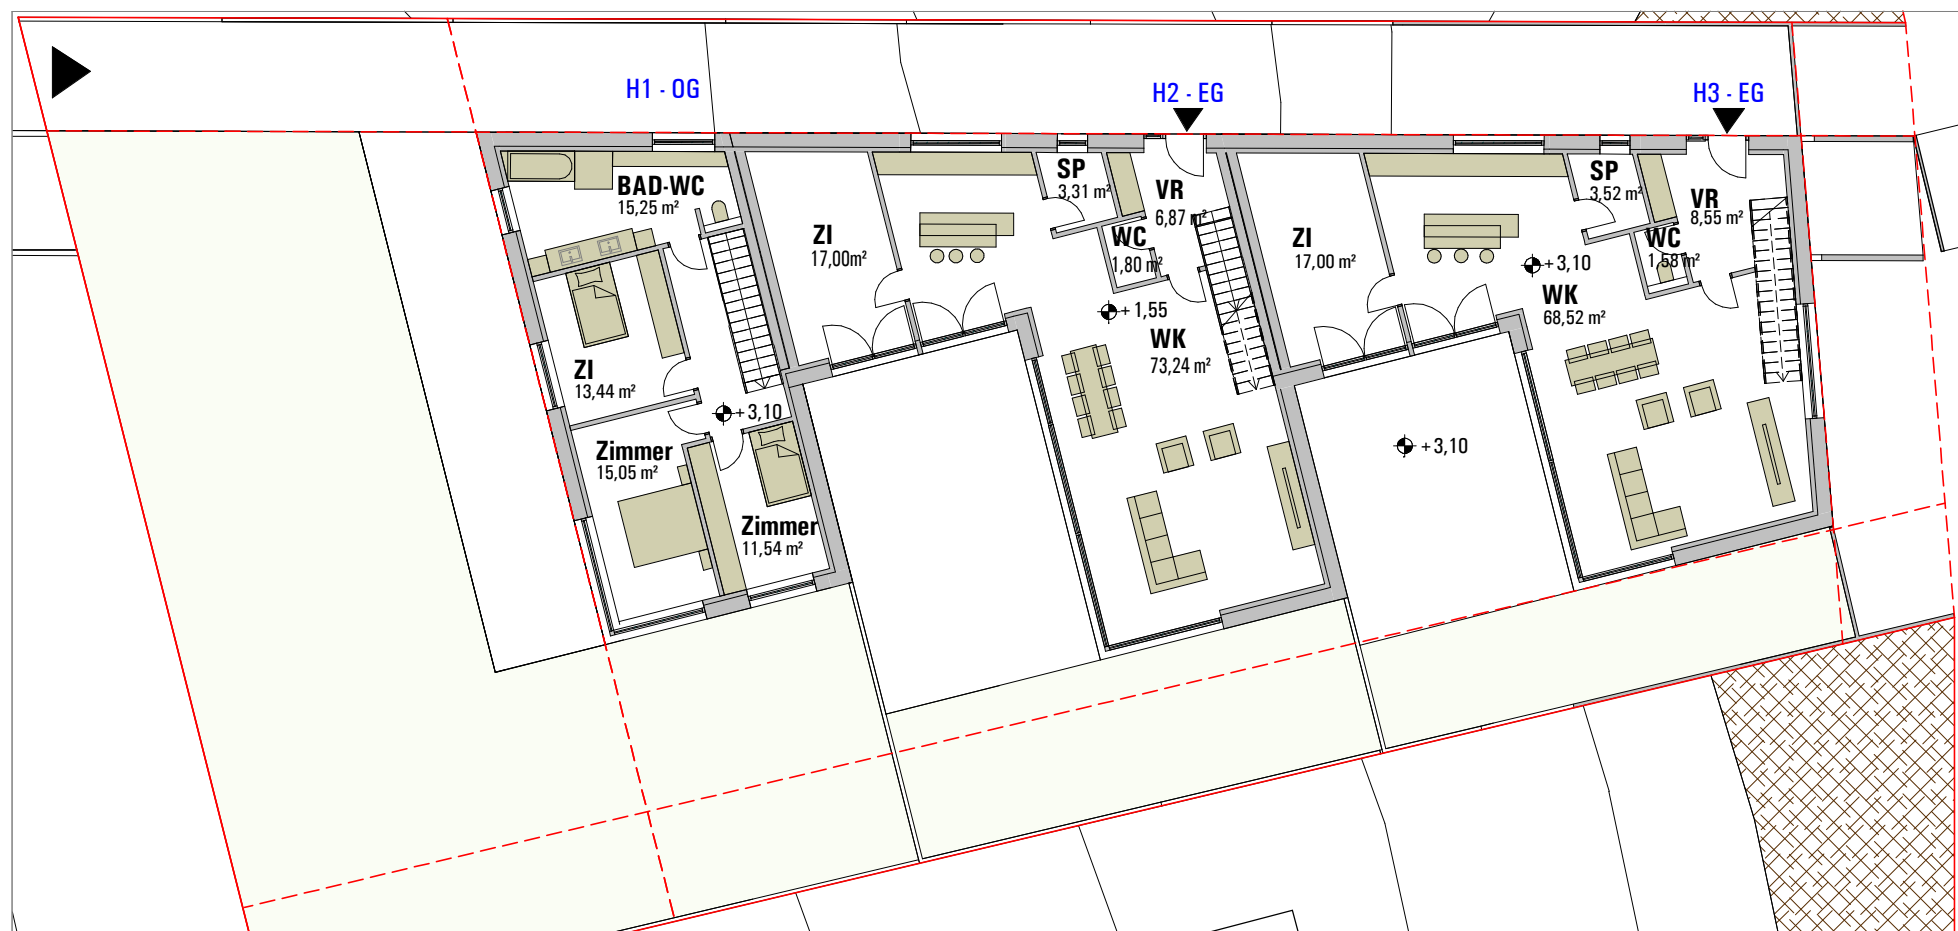 H1 - OG
H2 - EG
H3 - EG
BAD-WC
15,25 m²
ZI
13,44 m²
+3,10
Zimmer
15,05 m²
Zimmer
11,54 m²
ZI
17,00m²
SP
3,31 m²
VR
6,87 m²
WC
1,80 m²
+1,55
WK
73,24 m²
ZI
17,00 m²
SP
3,52 m²
VR
8,55 m²
WC
1,58 m²
+3,10
WK
68,52 m²
+3,10